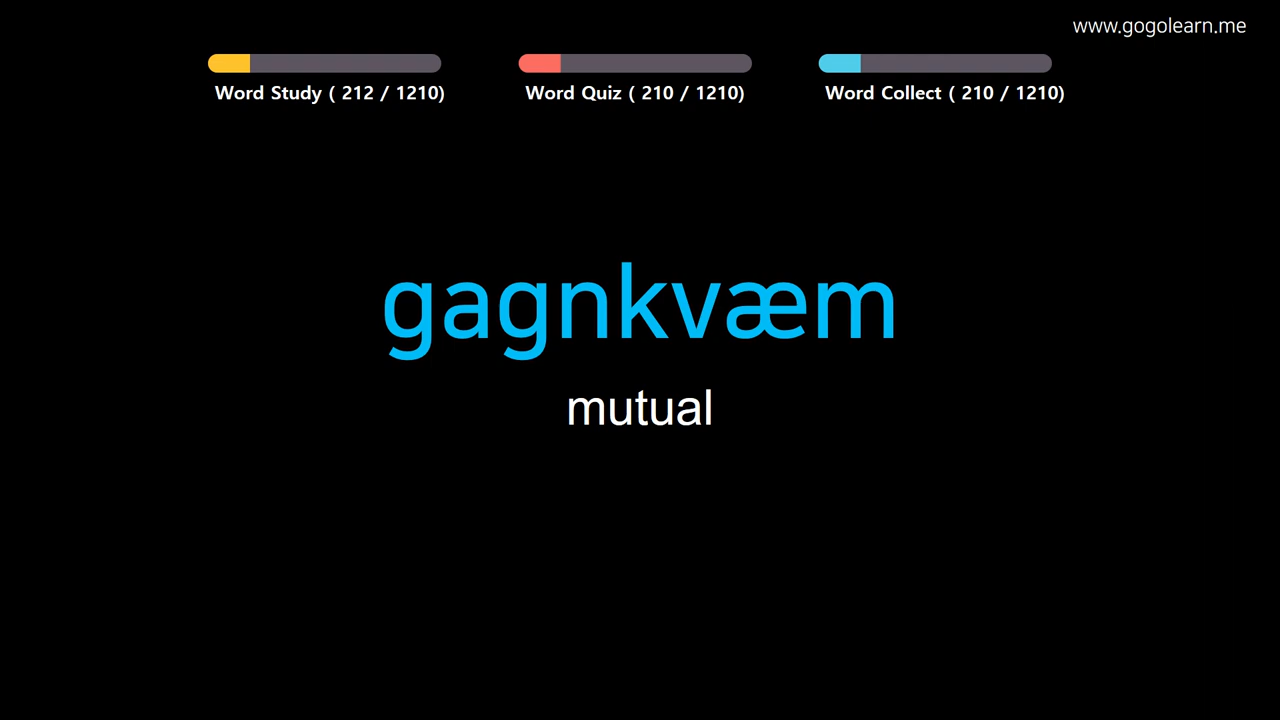 www.gogolearn.me
Word Study ( 212 / 1210)
Word Quiz ( 210 / 1210)
Word Collect ( 210 / 1210)
gagnkvæm
mutual